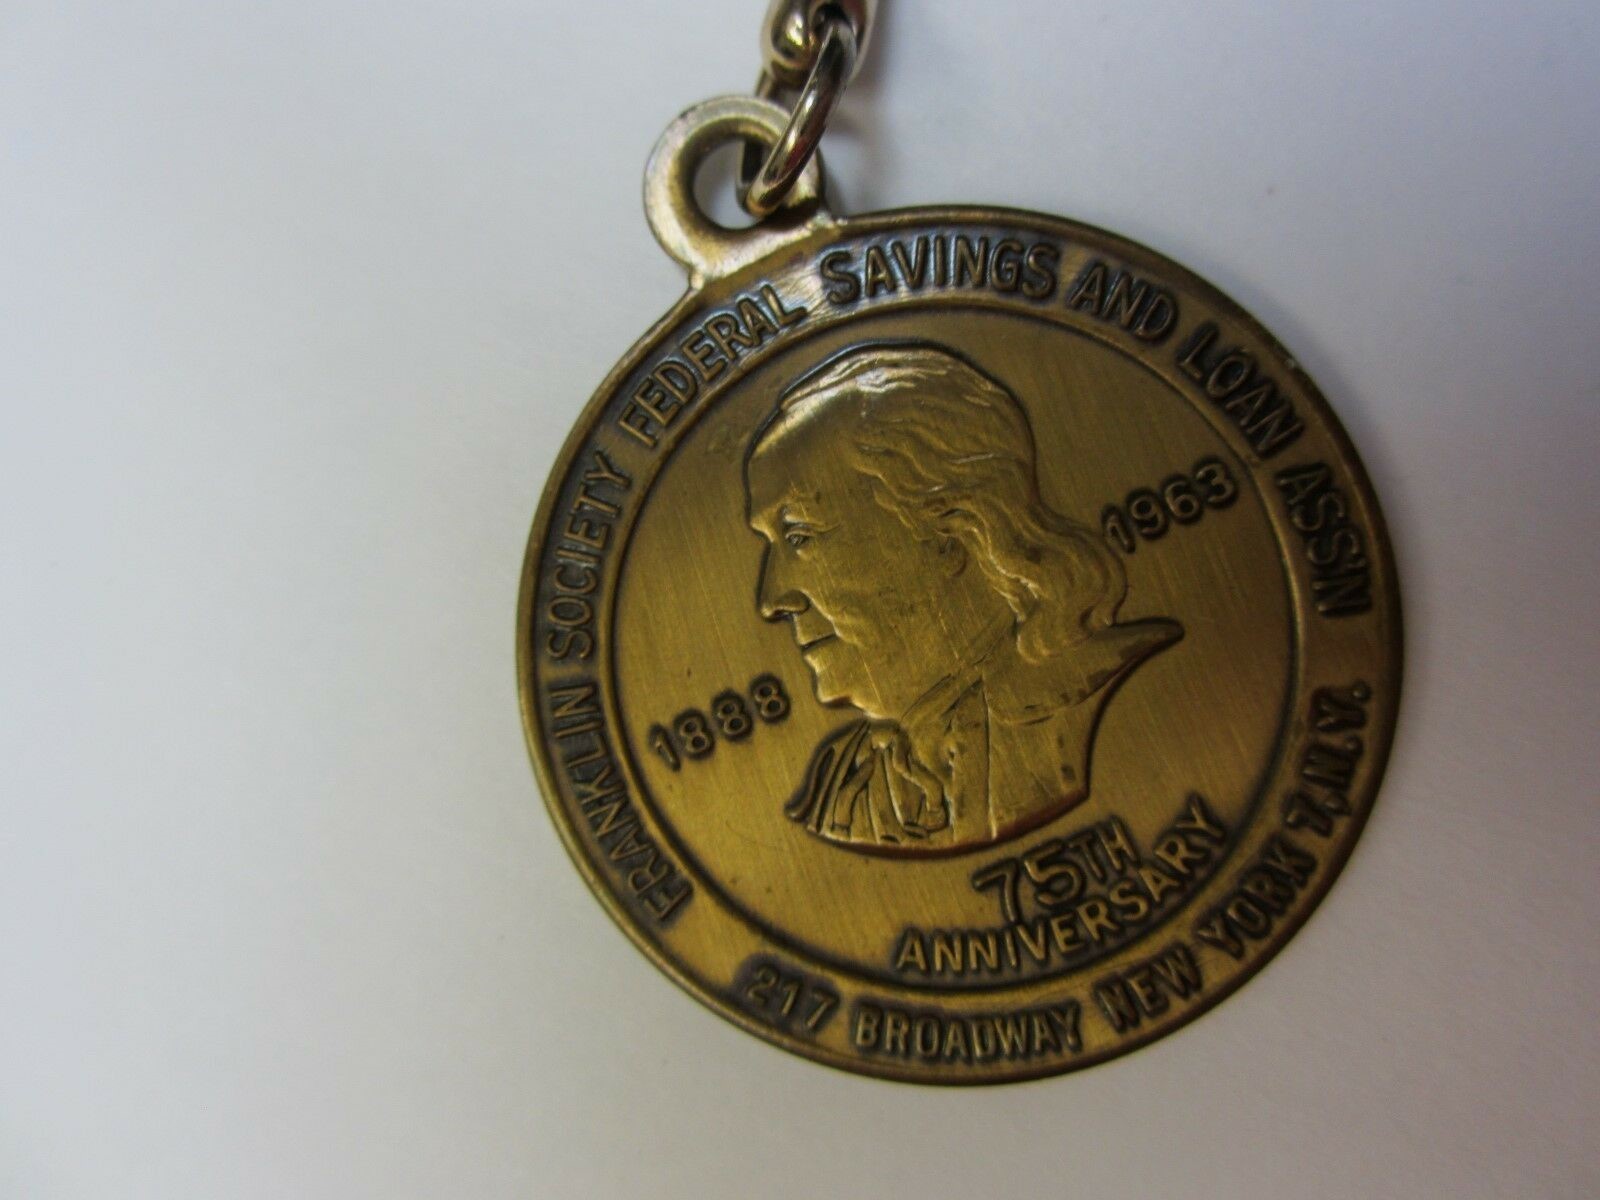 FRANKLIN SOCIETY FEDERAL SAVINGS AND LOAN ASS'N
217 BROADWAY NEW YORK 7, N.Y.
1888
1963
75TH
ANNIVERSARY